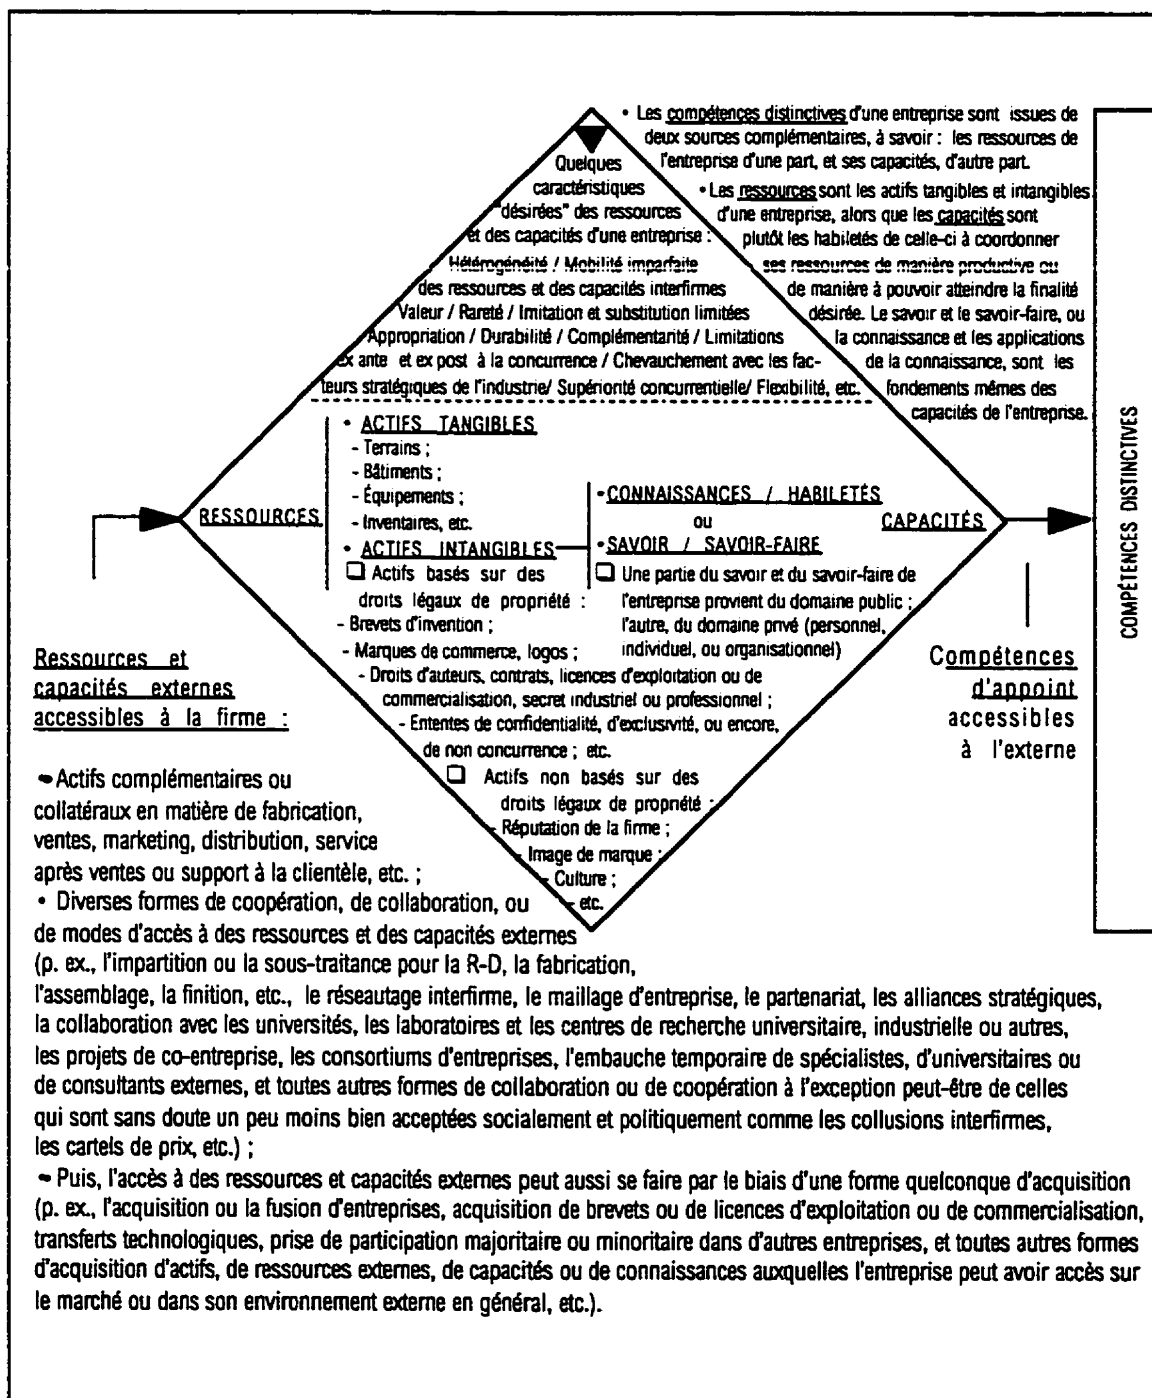 • Les compétences distinctives d'une entreprise sont issues de
deux sources complémentaires, à savoir : les ressources de
l'entreprise d'une part, et ses capacités, d'autre part.
• Les ressources sont les actifs tangibles et intangibles
d'une entreprise, alors que les capacités sont
plutôt les habiletés de celle-ci à coordonner
ses ressources de manière productive ou
de manière à pouvoir atteindre la finalité
désirée. Le savoir et le savoir-faire, ou
la connaissance et les applications
de la connaissance, sont les
fondements mêmes des
capacités de l'entreprise.
Quelques
caractéristiques
"désirées" des ressources
et des capacités d'une entreprise :
Hétérogénéité / Mobilité imparfaite
des ressources et des capacités interfirmes
Valeur / Rareté / Imitation et substitution limitées
Appropriation / Durabilité / Complémentarité / Limitations
ex ante et ex post à la concurrence / Chevauchement avec les fac-
teurs stratégiques de l'industrie/ Supériorité concurrentielle/ Flexibilité, etc.
RESSOURCES
• ACTIFS TANGIBLES
- Terrains ;
- Bâtiments ;
- Équipements ;
- Inventaires, etc.
• ACTIFS INTANGIBLES
❑ Actifs basés sur des
droits légaux de propriété :
- Brevets d'invention ;
- Marques de commerce, logos ;
- Droits d'auteurs, contrats, licences d'exploitation ou de
commercialisation, secret industriel ou professionnel ;
- Ententes de confidentialité, d'exclusivité, ou encore,
de non concurrence ; etc.
❑ Actifs non basés sur des
droits légaux de propriété :
- Réputation de la firme ;
- Image de marque ;
- Culture ;
- etc.
• CONNAISSANCES / HABILETÉS
ou
• SAVOIR / SAVOIR-FAIRE
❑ Une partie du savoir et du savoir-faire de
l'entreprise provient du domaine public ;
l'autre, du domaine privé (personnel,
individuel, ou organisationnel)
CAPACITÉS
COMPÉTENCES DISTINCTIVES
Compétences
d'appoint
accessibles
à l'externe
Ressources et
capacités externes
accessibles à la firme :
• Actifs complémentaires ou
collatéraux en matière de fabrication,
ventes, marketing, distribution, service
après ventes ou support à la clientèle, etc. ;
• Diverses formes de coopération, de collaboration, ou
de modes d'accès à des ressources et des capacités externes
(p. ex., l'impartition ou la sous-traitance pour la R-D, la fabrication,
l'assemblage, la finition, etc., le réseautage interfirme, le maillage d'entreprise, le partenariat, les alliances stratégiques,
la collaboration avec les universités, les laboratoires et les centres de recherche universitaire, industrielle ou autres,
les projets de co-entreprise, les consortiums d'entreprises, l'embauche temporaire de spécialistes, d'universitaires ou
de consultants externes, et toutes autres formes de collaboration ou de coopération à l'exception peut-être de celles
qui sont sans doute un peu moins bien acceptées socialement et politiquement comme les collusions interfirmes,
les cartels de prix, etc.) ;
• Puis, l'accès à des ressources et capacités externes peut aussi se faire par le biais d'une forme quelconque d'acquisition
(p. ex., l'acquisition ou la fusion d'entreprises, acquisition de brevets ou de licences d'exploitation ou de commercialisation,
transferts technologiques, prise de participation majoritaire ou minoritaire dans d'autres entreprises, et toutes autres formes
d'acquisition d'actifs, de ressources externes, de capacités ou de connaissances auxquelles l'entreprise peut avoir accès sur
le marché ou dans son environnement externe en général, etc.).